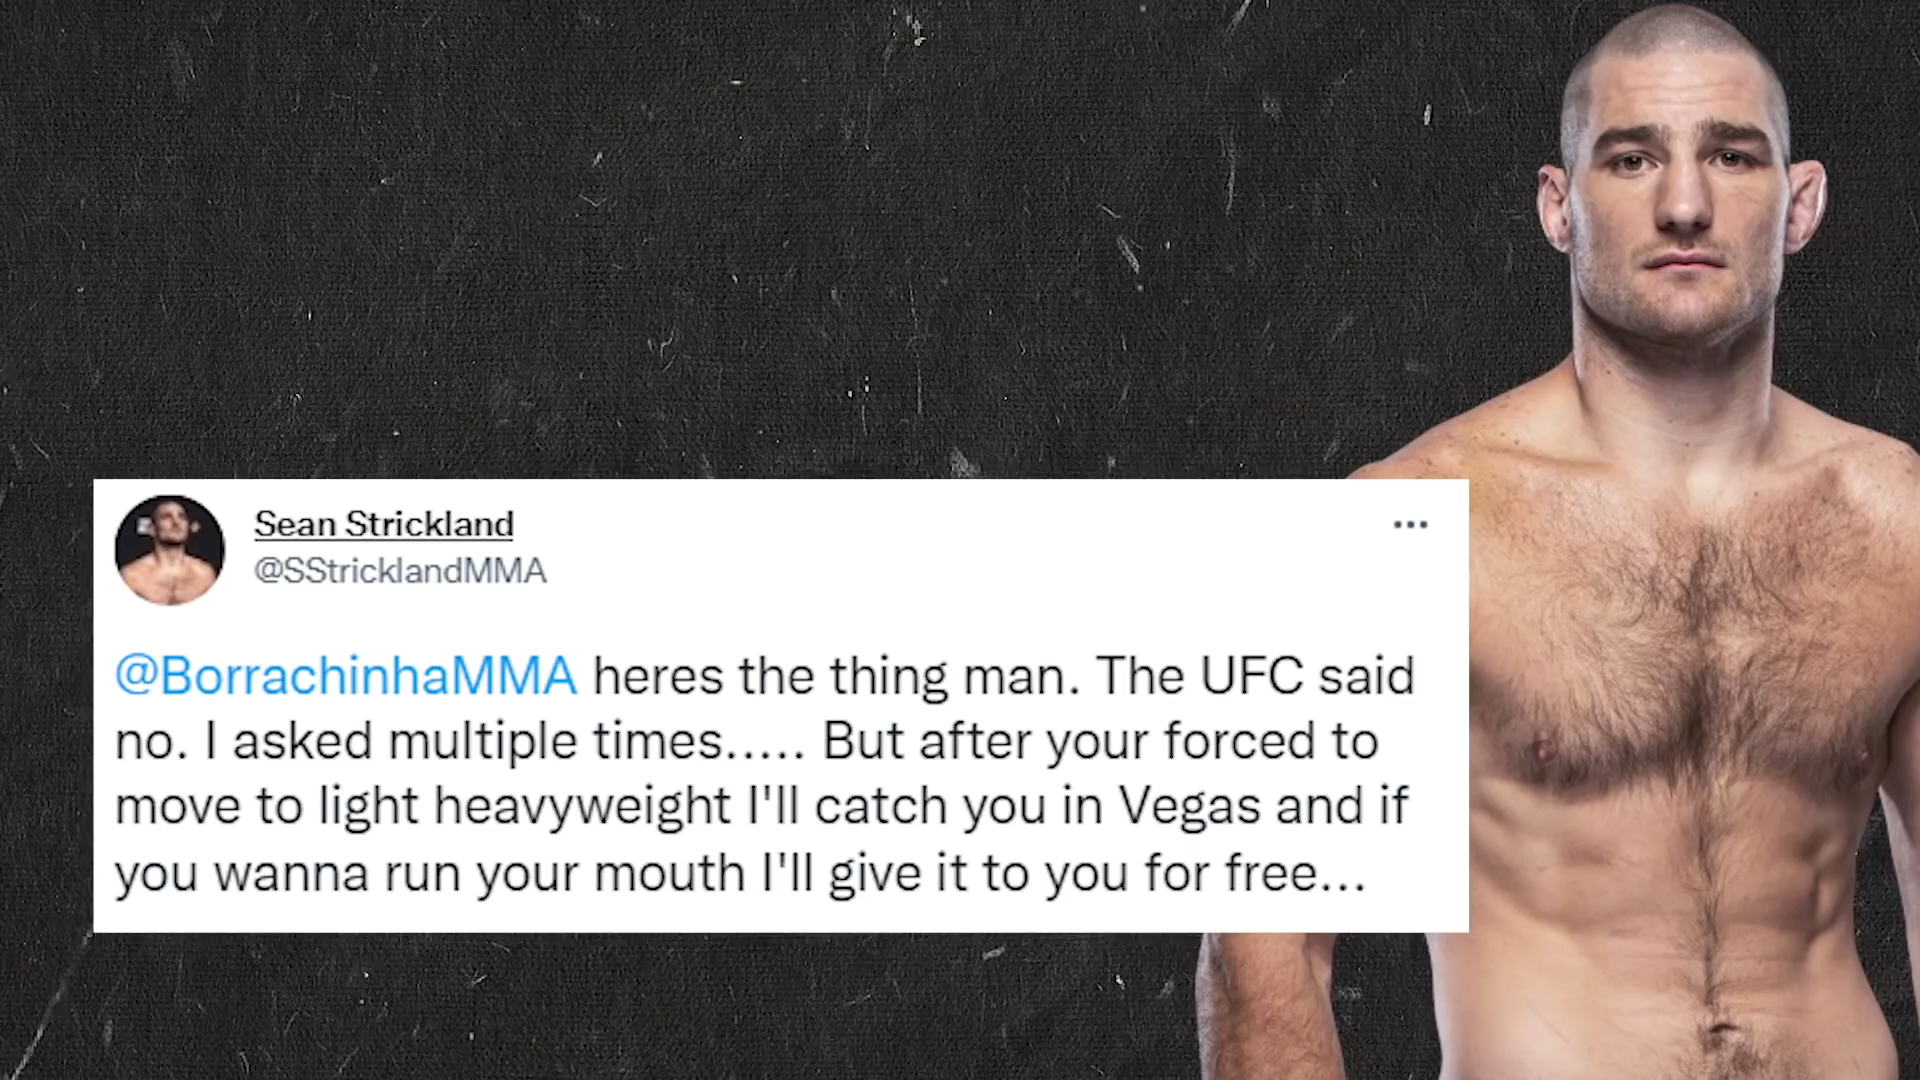 Sean Strickland
@SStricklandMMA
@BorrachinhaMMA heres the thing man. The UFC said
no. I asked multiple times..... But after your forced to
move to light heavyweight I'll catch you in Vegas and if
you wanna run your mouth I'll give it to you for free...